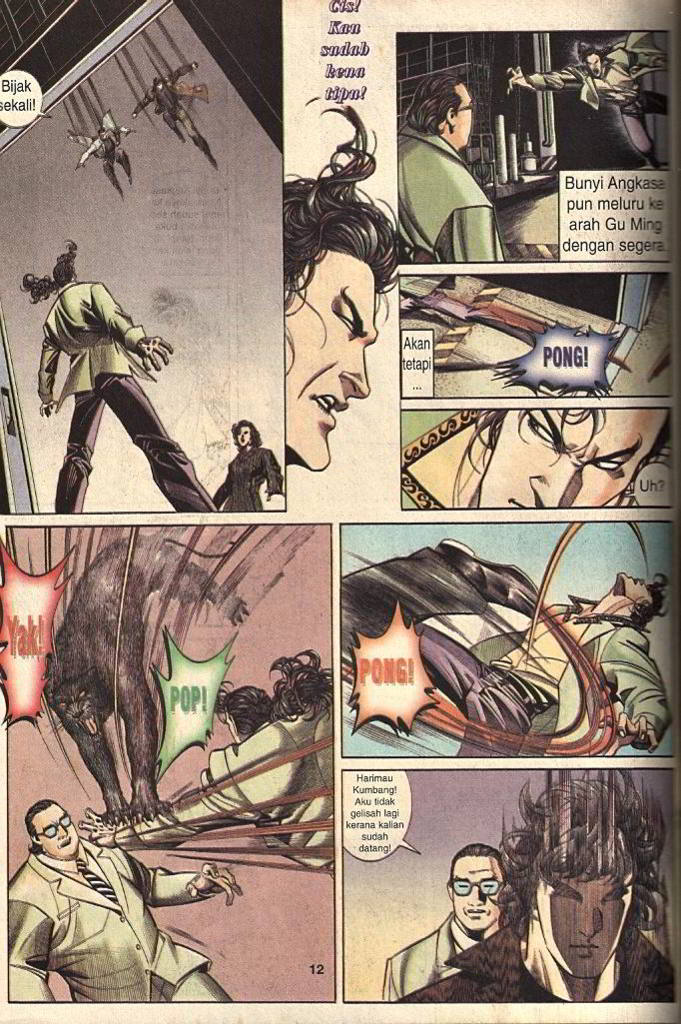 Bijak
sekali!
Cis!
Kau
sudah
kena
tipu!
Bunyi Angkasa
pun meluru ke
arah Gu Ming
dengan segera.
Akan
tetapi
...
PONG!
Uh?
Yak!
POP!
PONG!
Harimau
Kumbang!
Aku tidak
gelisah lagi
kerana kalian
sudah
datang!
12